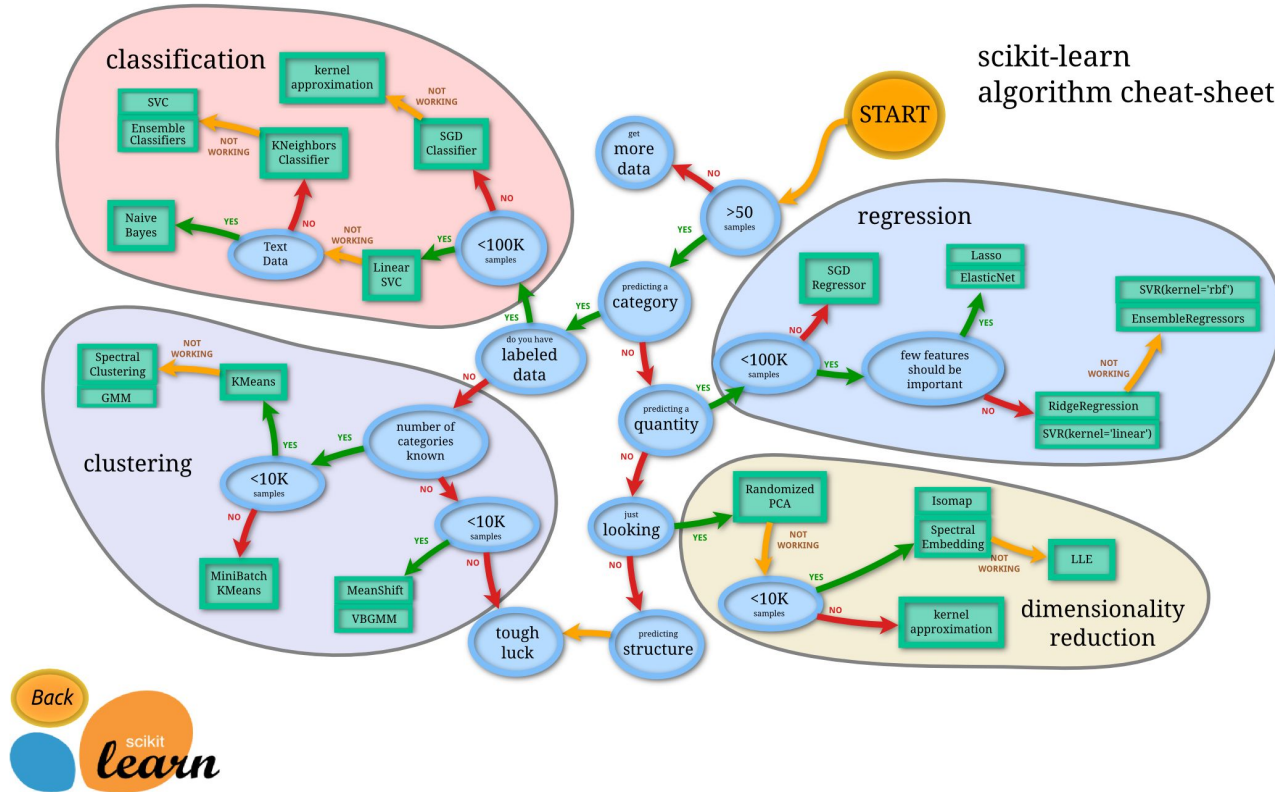 scikit-learn
algorithm cheat-sheet
START
get
more
data
NO
>50
samples
YES
predicting a
category
YES
NO
do you have
labeled
data
YES
NO
predicting a
quantity
YES
NO
just
looking
YES
NO
predicting
structure
tough
luck
classification
kernel
approximation
NOT
WORKING
SGD
Classifier
NO
<100K
samples
YES
Linear
SVC
NOT
WORKING
Text
Data
YES
Naive
Bayes
NO
KNeighbors
Classifier
NOT
WORKING
SVC
Ensemble
Classifiers
regression
SGD
Regressor
NO
<100K
samples
YES
few features
should be
important
YES
Lasso
ElasticNet
NO
RidgeRegression
SVR(kernel='linear')
NOT
WORKING
SVR(kernel='rbf')
EnsembleRegressors
clustering
number of
categories
known
YES
NO
<10K
samples
YES
KMeans
NOT
WORKING
Spectral
Clustering
GMM
NO
MiniBatch
KMeans
<10K
samples
YES
MeanShift
VBGMM
NO
dimensionality
reduction
Randomized
PCA
NOT
WORKING
<10K
samples
YES
Isomap
Spectral
Embedding
NOT
WORKING
LLE
NO
kernel
approximation
Back
scikit
learn